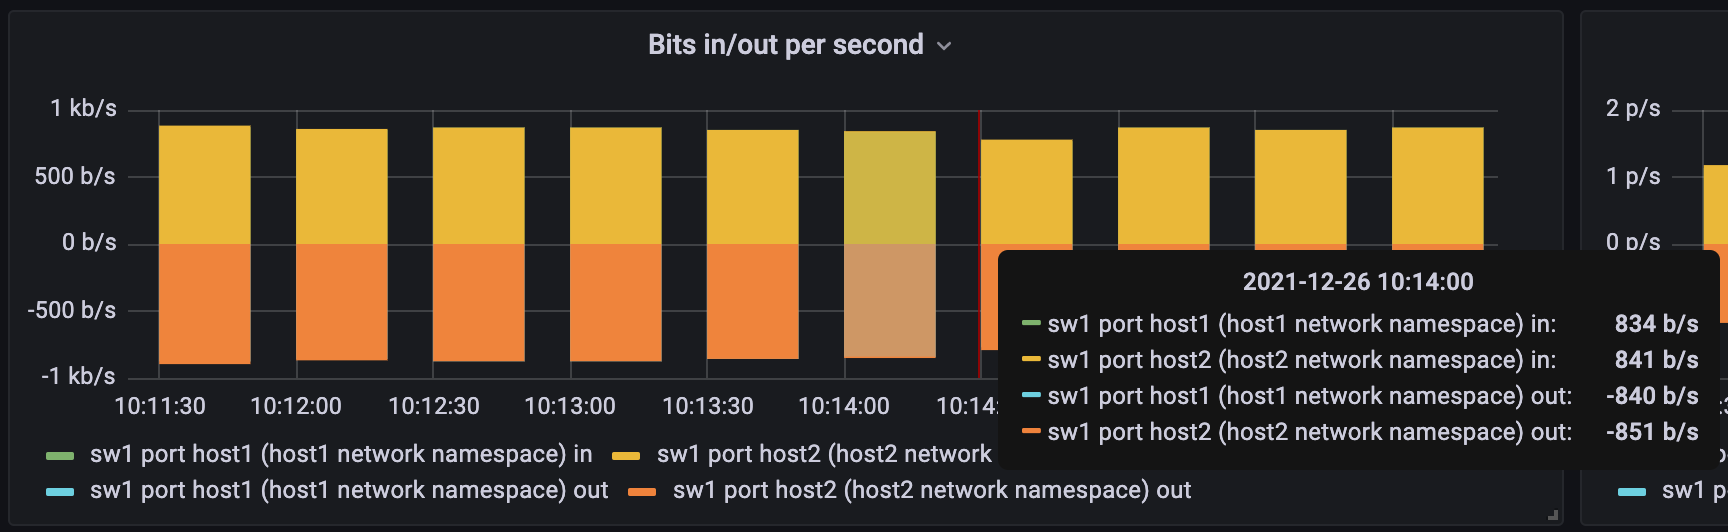 Bits in/out per second
1 kb/s
500 b/s
0 b/s
-500 b/s
-1 kb/s
10:11:30 10:12:00 10:12:30 10:13:00 10:13:30 10:14:00 10:14:
sw1 port host1 (host1 network namespace) in sw1 port host2 (host2 network
sw1 port host1 (host1 network namespace) out sw1 port host2 (host2 network namespace) out
2021-12-26 10:14:00
sw1 port host1 (host1 network namespace) in: 834 b/s
sw1 port host2 (host2 network namespace) in: 841 b/s
sw1 port host1 (host1 network namespace) out: -840 b/s
sw1 port host2 (host2 network namespace) out: -851 b/s
2 p/s
1 p/s
0 p/s
sw1 p